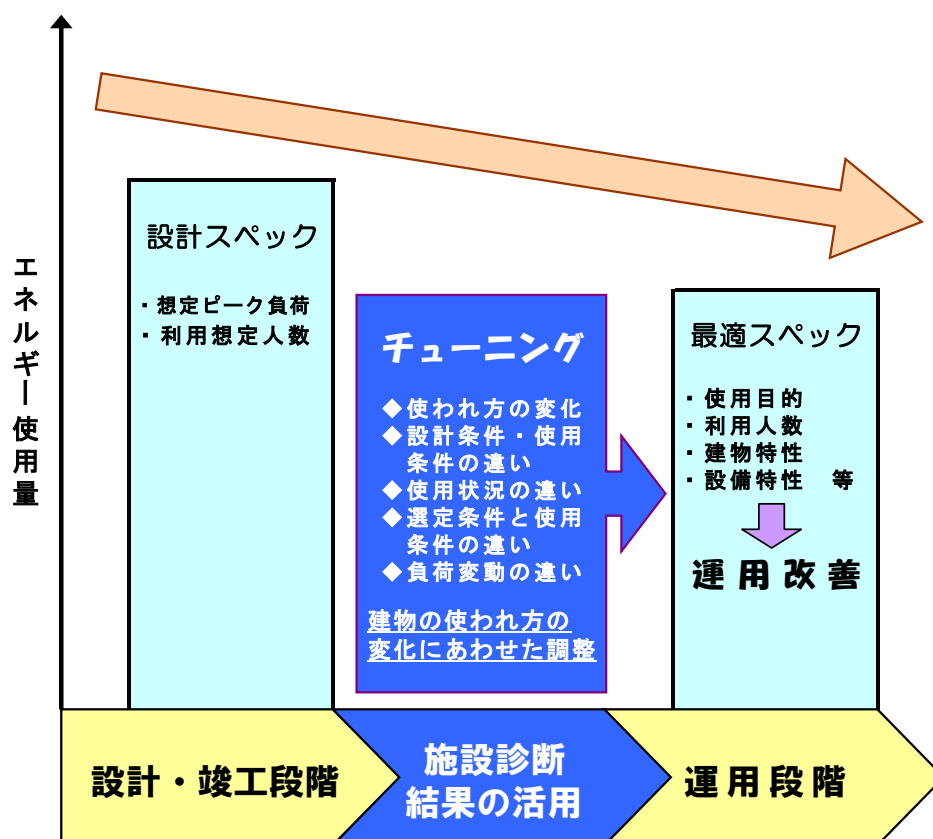 エネルギー使用量
設計スペック
・想定ピーク負荷
・利用想定人数
チューニング
◆使われ方の変化
◆設計条件・使用
条件の違い
◆使用状況の違い
◆選定条件と使用
条件の違い
◆負荷変動の違い
建物の使われ方の
変化にあわせた調整
最適スペック
・使用目的
・利用人数
・建物特性
・設備特性　等
運用改善
設計・竣工段階
施設診断
結果の活用
運用段階